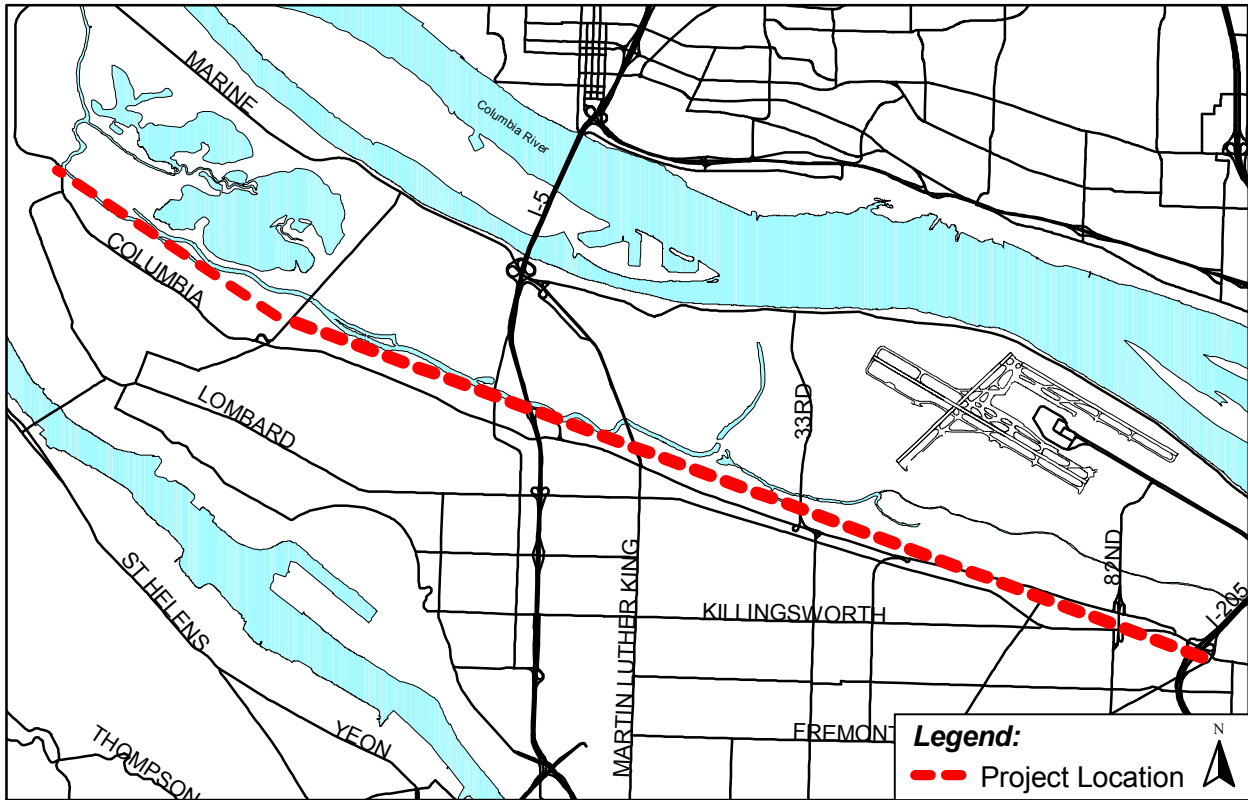 MARINE
Columbia River
I-5
COLUMBIA
LOMBARD
33RD
82ND
I-205
ST HELENS
MARTIN LUTHER KING
KILLINGSWORTH
YEON
THOMPSON
FREMONT
Legend:
N
Project Location